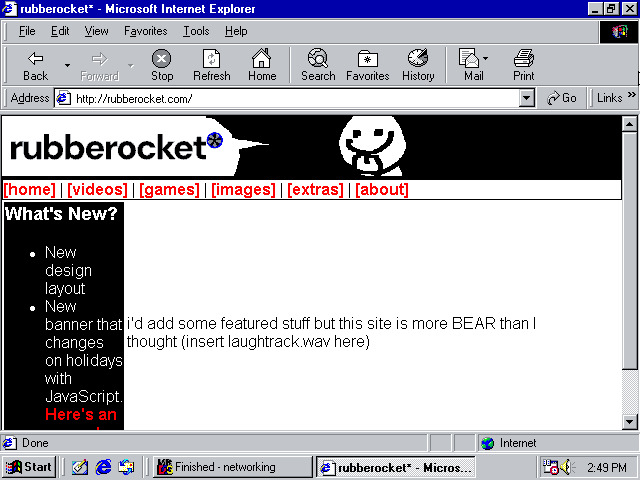 rubberocket* - Microsoft Internet Explorer
File Edit View Favorites Tools Help
Back Forward Stop Refresh Home Search Favorites History Mail Print
Address http://rubberocket.com/ Go Links »
rubberocket*
[home] | [videos] | [games] | [images] | [extras] | [about]
What's New?
• New
design
layout
• New
banner that
changes
on holidays
with
JavaScript.
Here's an
i'd add some featured stuff but this site is more BEAR than I
thought (insert laughtrack.wav here)
Done Internet
Start Finished - networking rubberocket* - Micros... 2:49 PM